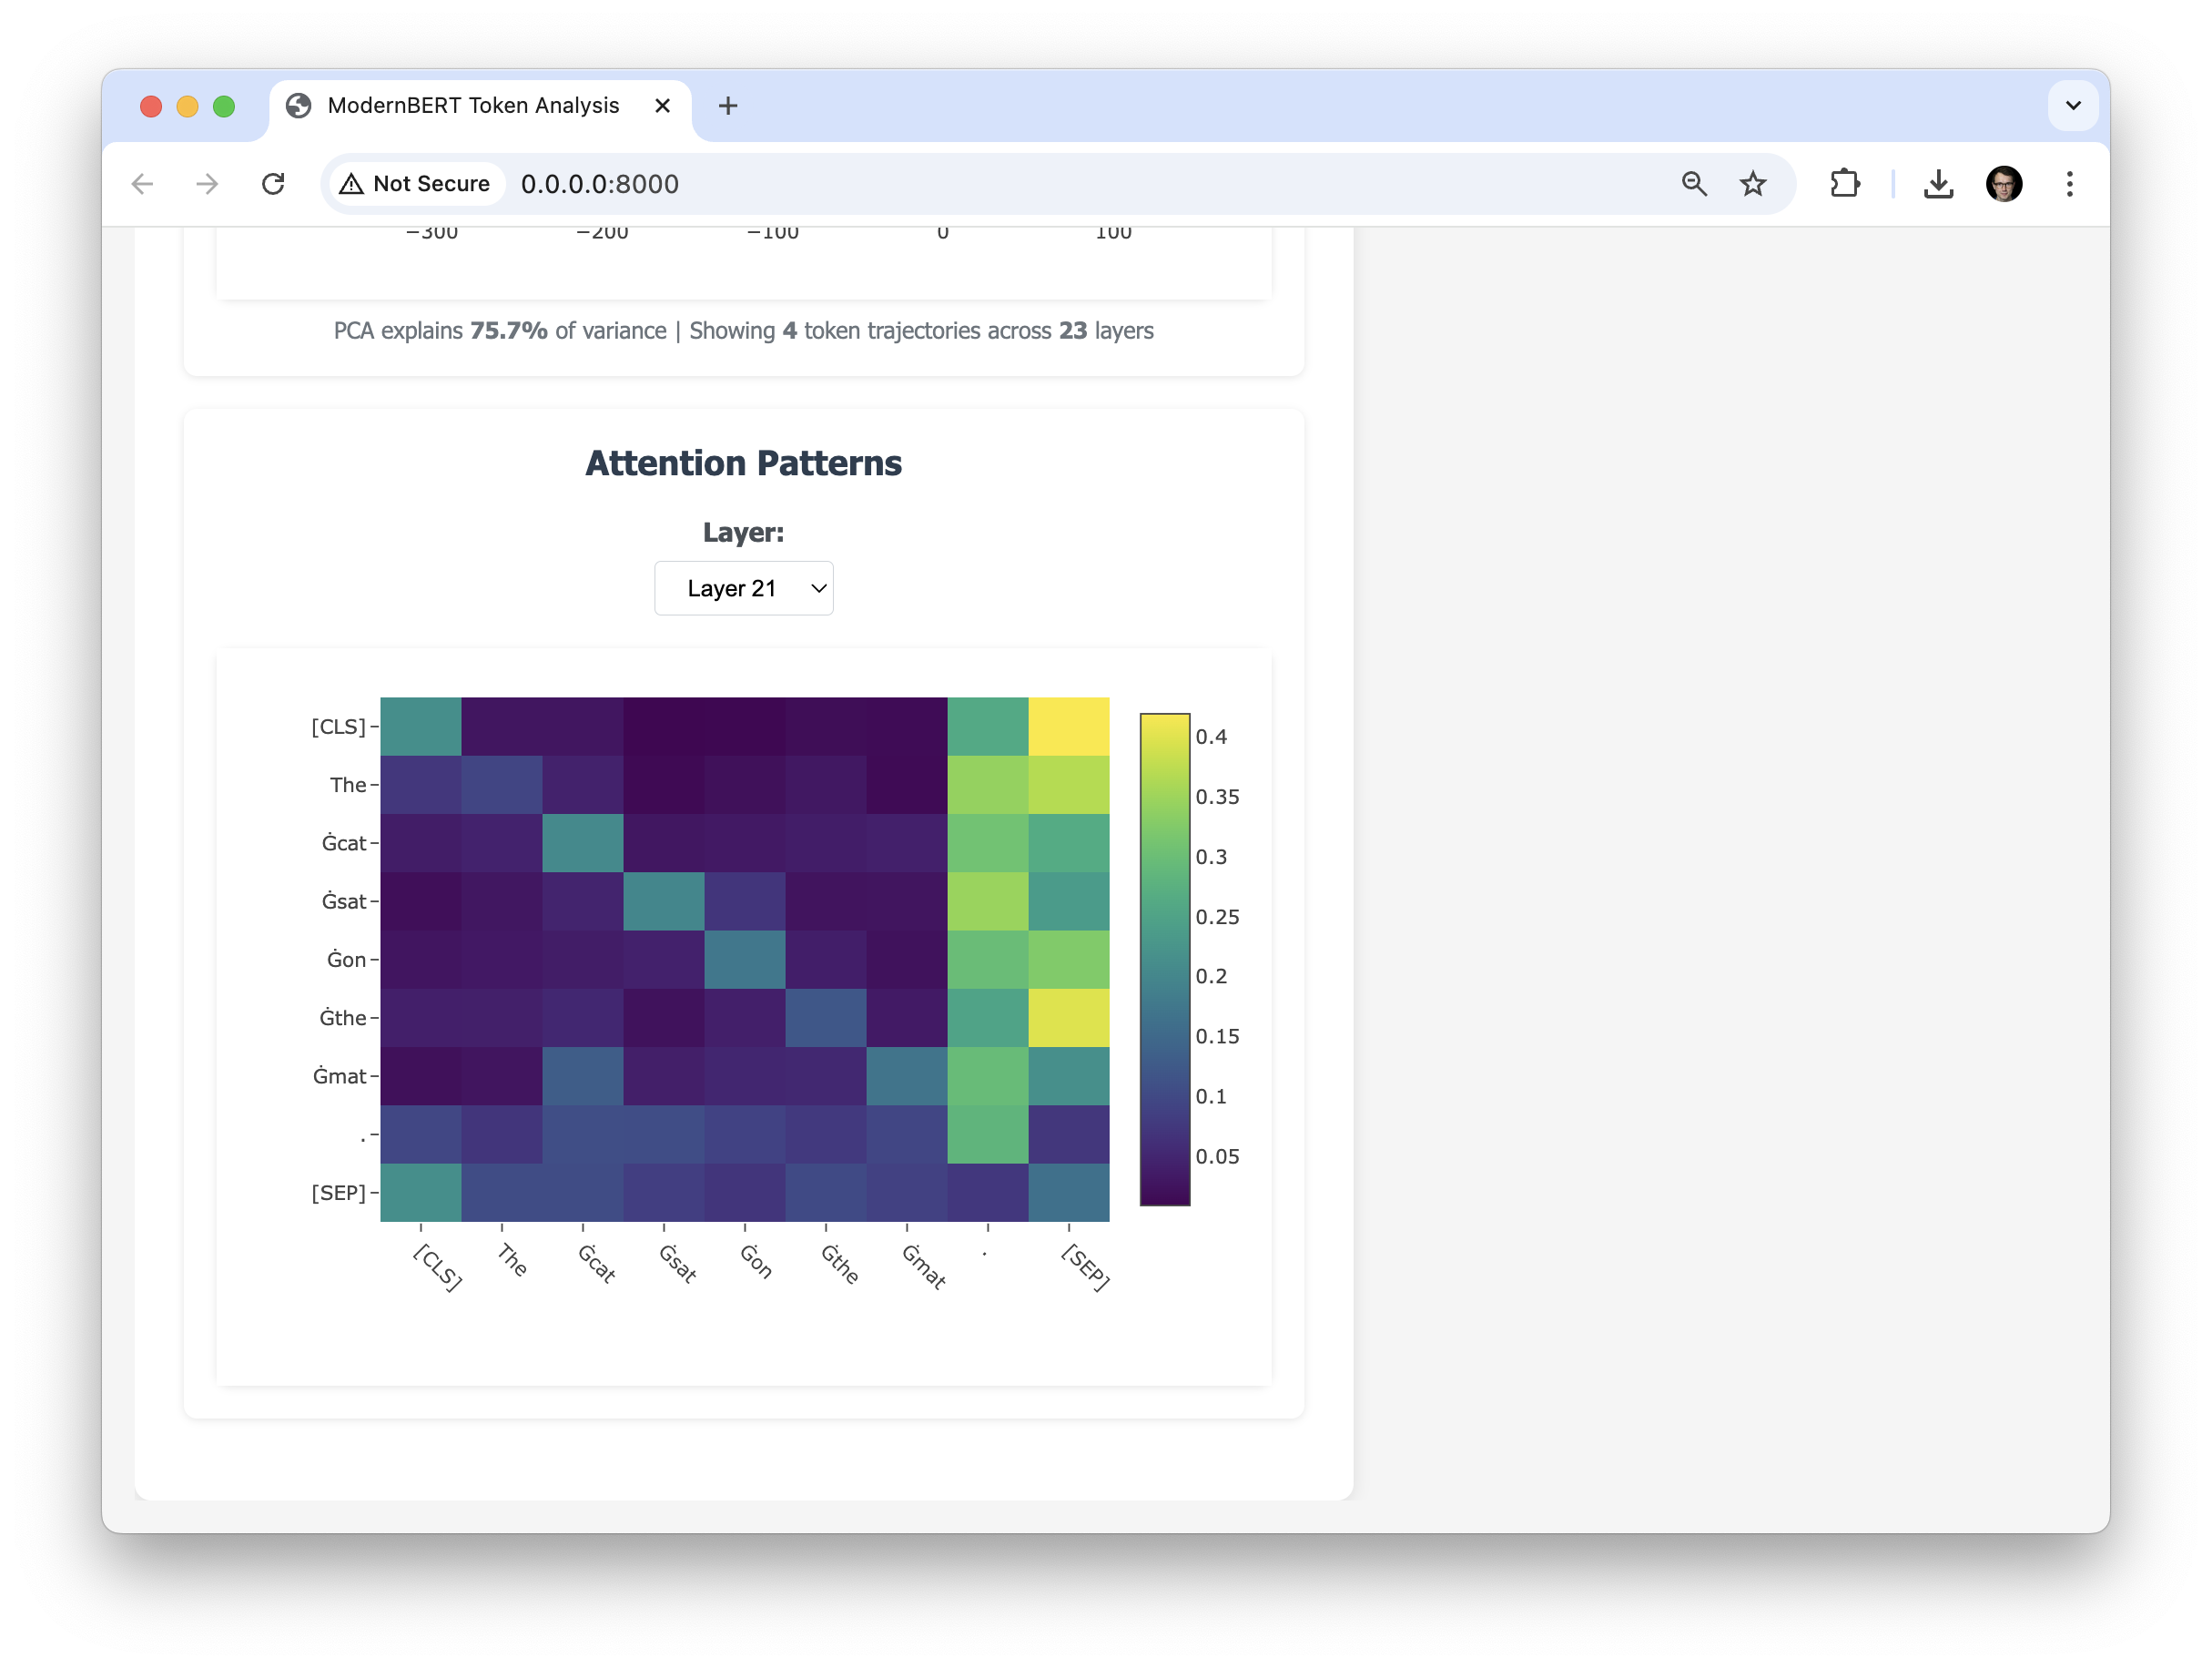 ModernBERT Token Analysis
Not Secure 0.0.0.0:8000
−300 −200 −100 0 100
PCA explains 75.7% of variance | Showing 4 token trajectories across 23 layers
Attention Patterns
Layer:
Layer 21
[CLS]
The
Ġcat
Ġsat
Ġon
Ġthe
Ġmat
.
[SEP]
0.4
0.35
0.3
0.25
0.2
0.15
0.1
0.05
[CLS] The Ġcat Ġsat Ġon Ġthe Ġmat . [SEP]